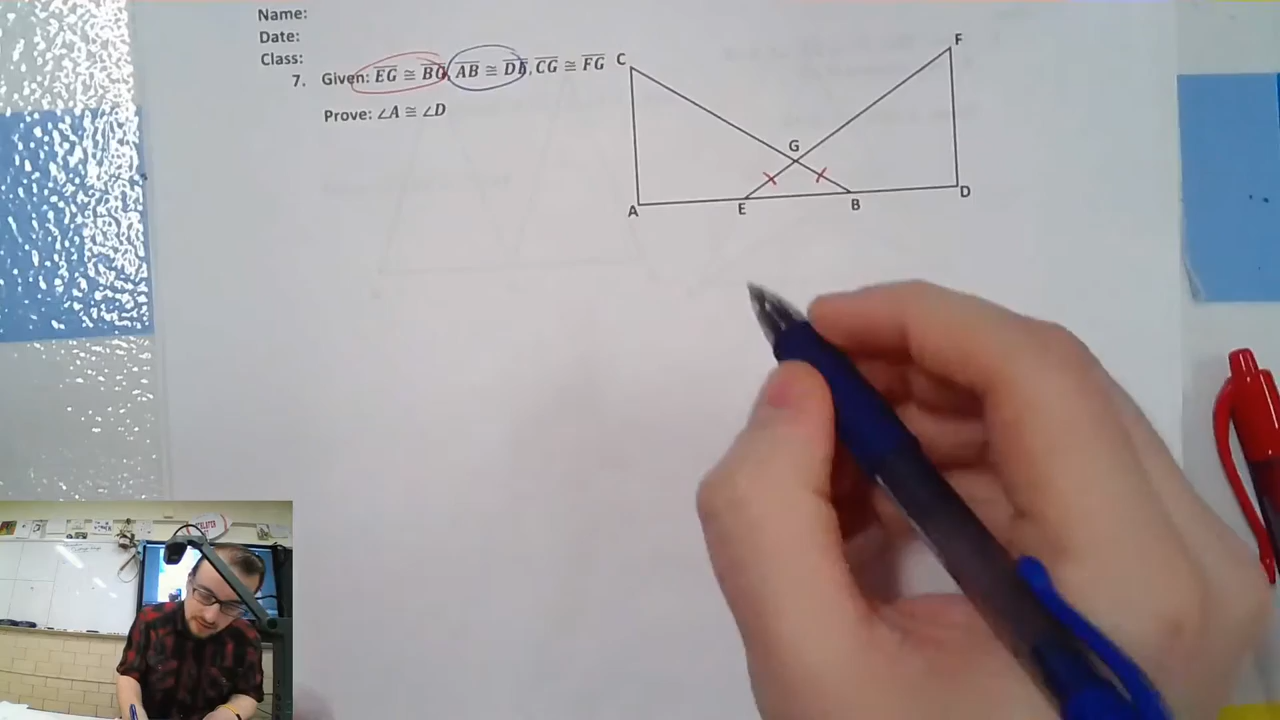 Name:
Date:
Class:
7. Given: EG ≅ BG, AB ≅ DE, CG ≅ FG
Prove: ∠A ≅ ∠D
C
F
G
A
E
B
D